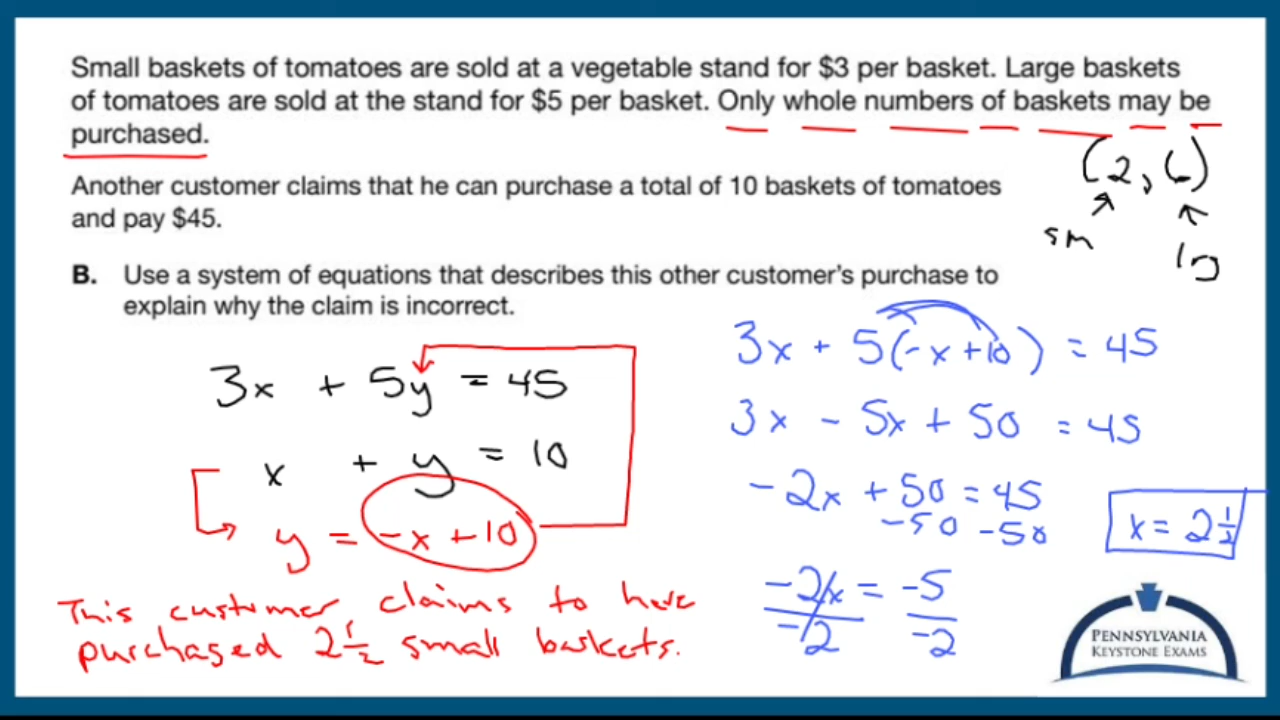 Small baskets of tomatoes are sold at a vegetable stand for $3 per basket. Large baskets
of tomatoes are sold at the stand for $5 per basket. Only whole numbers of baskets may be
purchased.
(2, 6)
sm
lg
Another customer claims that he can purchase a total of 10 baskets of tomatoes
and pay $45.
B. Use a system of equations that describes this other customer's purchase to
explain why the claim is incorrect.
3x + 5y = 45
x + y = 10
y = -x + 10
This customer claims to have
purchased 2 1/2 small baskets.
3x + 5(-x + 10) = 45
3x - 5x + 50 = 45
-2x + 50 = 45
-50 -50
-2x = -5
-2 -2
x = 2 1/2
PENNSYLVANIA
KEYSTONE EXAMS